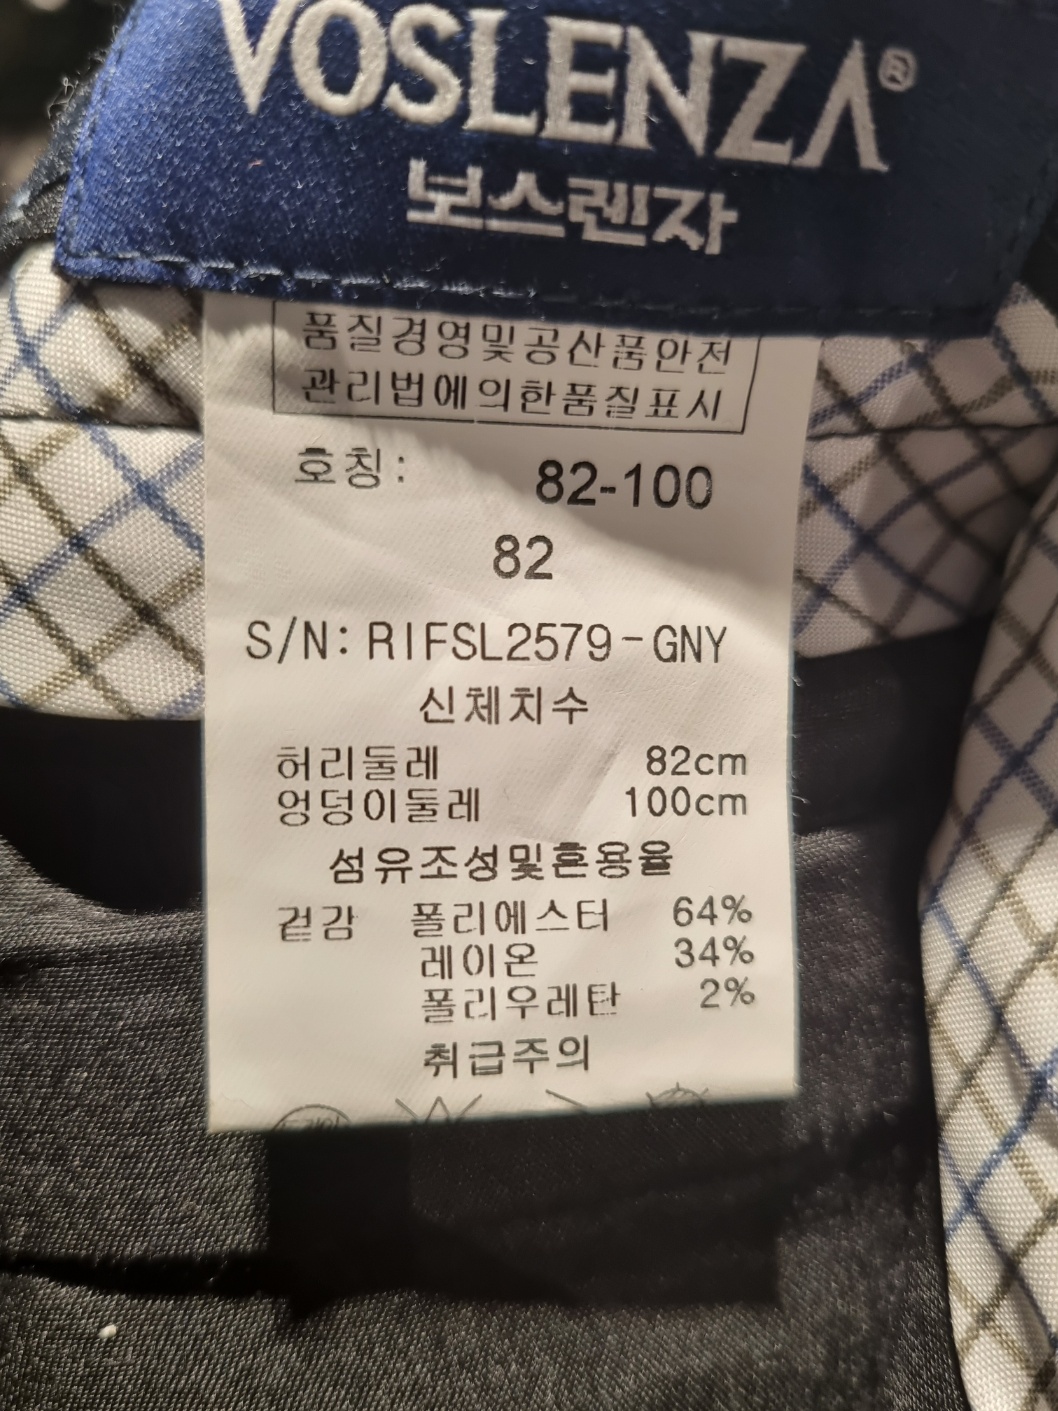 VOSLENZA®
보스렌자
품질경영및공산품안전
관리법에의한품질표시
호칭: 82-100
82
S/N: RIFSL2579-GNY
신체치수
허리둘레 82cm
엉덩이둘레 100cm
섬유조성및혼용율
겉감 폴리에스터 64%
레이온 34%
폴리우레탄 2%
취급주의